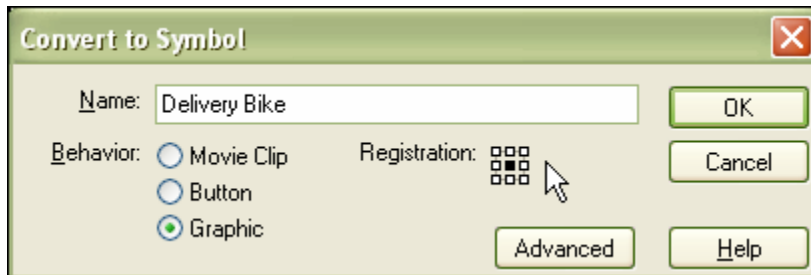 Convert to Symbol
Name: Delivery Bike
OK
Behavior: Movie Clip
Registration:
Cancel
Button
Graphic
Advanced
Help